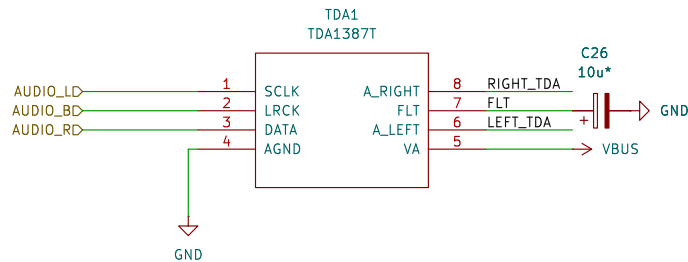 TDA1
TDA1387T
C26
10u*
AUDIO_L 1 SCLK A_RIGHT 8 RIGHT_TDA
AUDIO_B 2 LRCK FLT 7 FLT + GND
AUDIO_R 3 DATA A_LEFT 6 LEFT_TDA
4 AGND VA 5 VBUS
GND